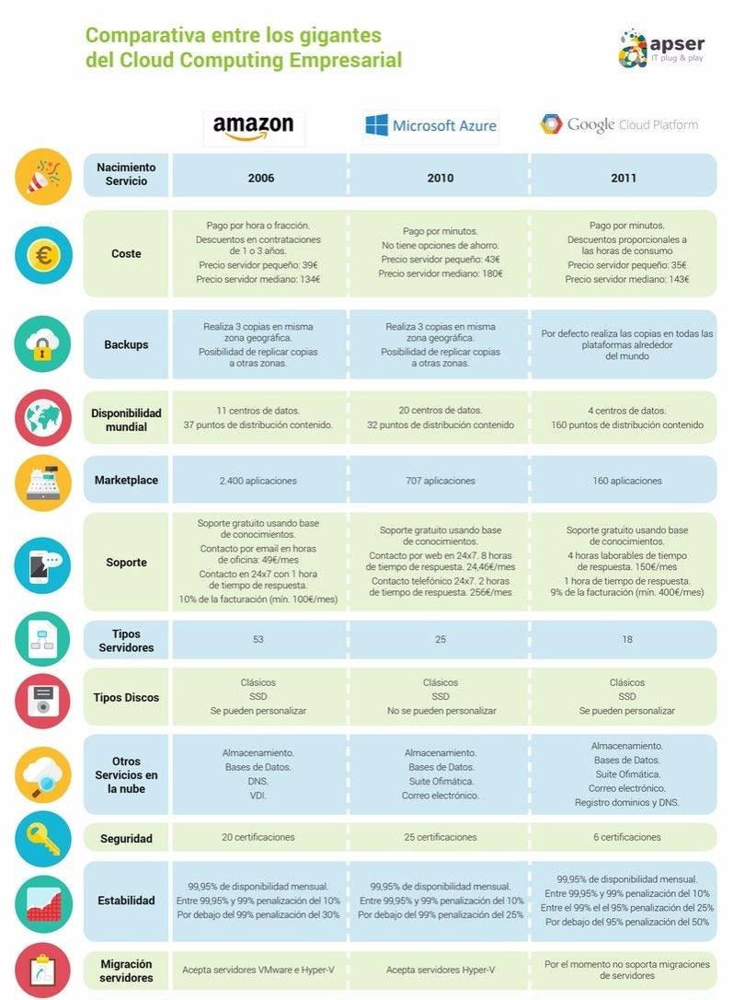 Comparativa entre los gigantes
del Cloud Computing Empresarial
apser
IT plug & play
amazon
Microsoft Azure
Google Cloud Platform
Nacimiento
Servicio
2006
2010
2011
Coste
Pago por hora o fracción.
Descuentos en contrataciones
de 1 o 3 años.
Precio servidor pequeño: 39€
Precio servidor mediano: 134€
Pago por minutos.
No tiene opciones de ahorro.
Precio servidor pequeño: 43€
Precio servidor mediano: 180€
Pago por minutos.
Descuentos proporcionales a
las horas de consumo
Precio servidor pequeño: 35€
Precio servidor mediano: 143€
Backups
Realiza 3 copias en misma
zona geográfica.
Posibilidad de replicar copias
a otras zonas.
Realiza 3 copias en misma
zona geográfica.
Posibilidad de replicar copias
a otras zonas.
Por defecto realiza las copias en todas las
plataformas alrededor
del mundo
Disponibilidad
mundial
11 centros de datos.
37 puntos de distribución contenido.
20 centros de datos.
32 puntos de distribución contenido
4 centros de datos.
160 puntos de distribución contenido
Marketplace
2.400 aplicaciones
707 aplicaciones
160 aplicaciones
Soporte
Soporte gratuito usando base
de conocimientos.
Contacto por email en horas
de oficina: 49€/mes
Contacto en 24x7 con 1 hora
de tiempo de respuesta.
10% de la facturación (mín. 100€/mes)
Soporte gratuito usando base
de conocimientos.
Contacto por web en 24x7. 8 horas
de tiempo de respuesta. 24,46€/mes
Contacto telefónico 24x7. 2 horas
de tiempo de respuesta. 256€/mes
Soporte gratuito usando base
de conocimientos.
4 horas laborables de tiempo
de respuesta. 150€/mes
1 hora de tiempo de respuesta.
9% de la facturación (mín. 400€/mes)
Tipos
Servidores
53
25
18
Tipos Discos
Clásicos
SSD
Se pueden personalizar
Clásicos
SSD
No se pueden personalizar
Clásicos
SSD
Se pueden personalizar
Otros
Servicios en
la nube
Almacenamiento.
Bases de Datos.
DNS.
VDI.
Almacenamiento.
Bases de Datos.
Suite Ofimática.
Correo electrónico.
Almacenamiento.
Bases de Datos.
Suite Ofimática.
Correo electrónico.
Registro dominios y DNS.
Seguridad
20 certificaciones
25 certificaciones
6 certificaciones
Estabilidad
99,95% de disponibilidad mensual.
Entre 99,95% y 99% penalización del 10%
Por debajo del 99% penalización del 30%
99,95% de disponibilidad mensual.
Entre 99,95% y 99% penalización del 10%
Por debajo del 99% penalización del 25%
99,95% de disponibilidad mensual.
Entre 99,95% y 99% penalización del 10%
Entre el 99% el el 95% penalización del 25%
Por debajo del 95% penalización del 50%
Migración
servidores
Acepta servidores VMware e Hyper-V
Acepta servidores Hyper-V
Por el momento no soporta migraciones
de servidores